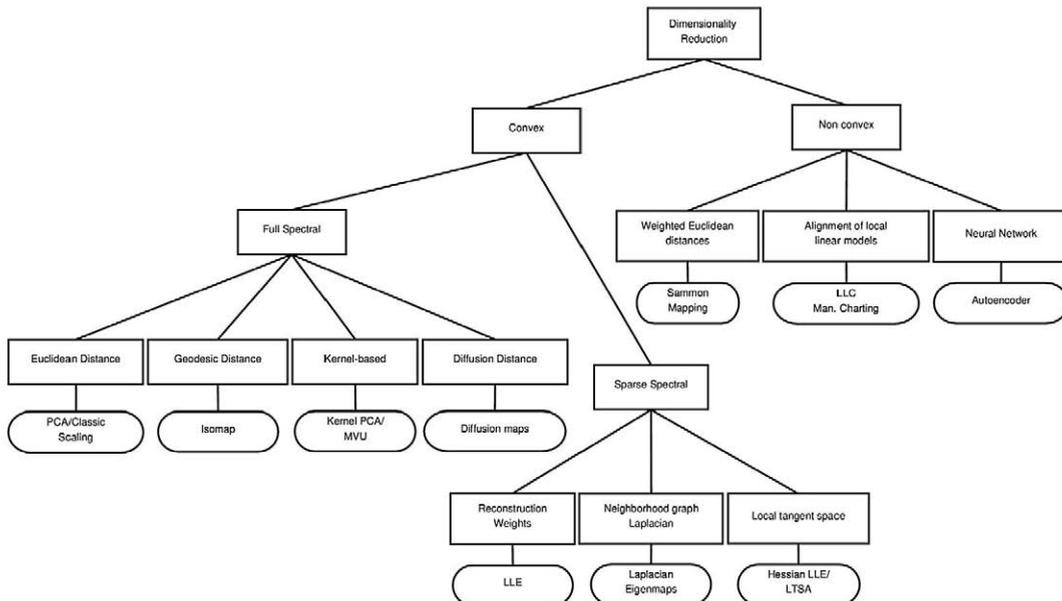 Dimensionality
Reduction
Convex
Non convex
Full Spectral
Weighted Euclidean
distances
Alignment of local
linear models
Neural Network
Sammon
Mapping
LLC
Man. Charting
Autoencoder
Euclidean Distance
Geodesic Distance
Kernel-based
Diffusion Distance
Sparse Spectral
PCA/Classic
Scaling
Isomap
Kernel PCA/
MVU
Diffusion maps
Reconstruction
Weights
Neighborhood graph
Laplacian
Local tangent space
LLE
Laplacian
Eigenmaps
Hessian LLE/
LTSA